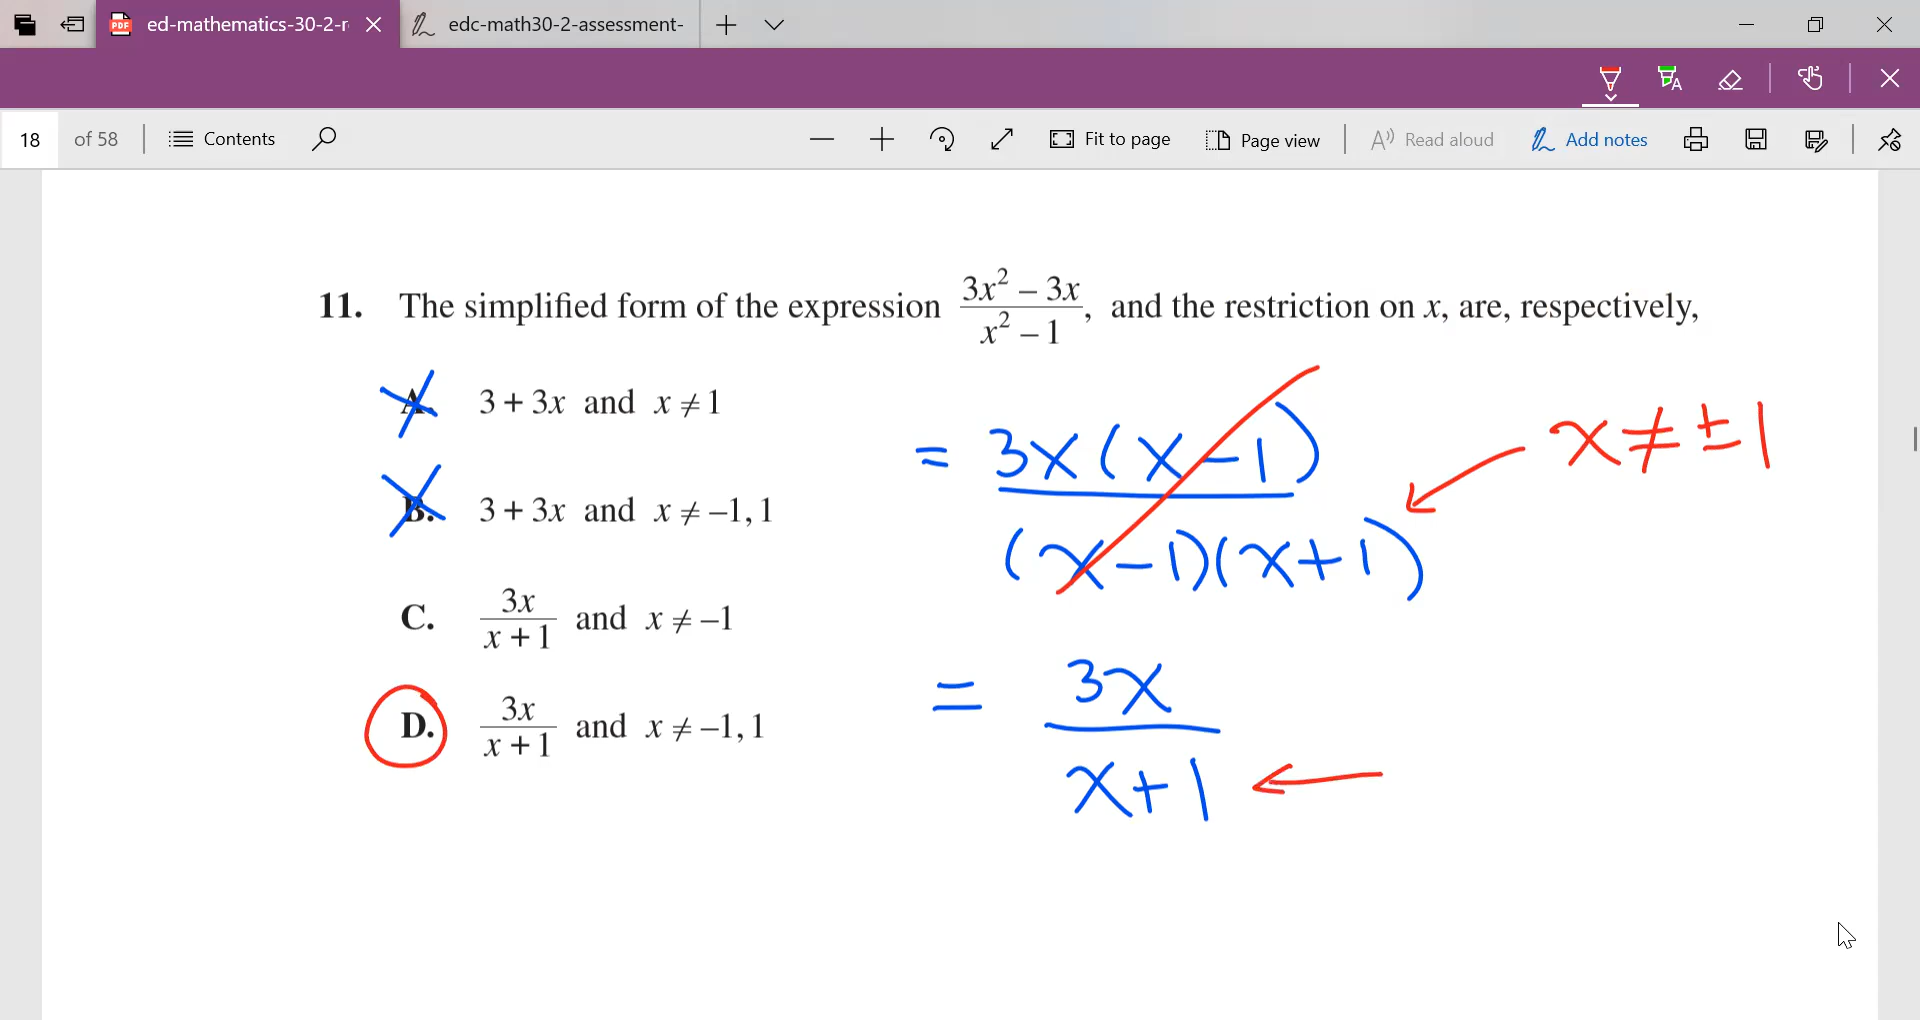 ed-mathematics-30-2-r
edc-math30-2-assessment-
18 of 58 Contents Fit to page Page view Read aloud Add notes
11. The simplified form of the expression (3x² – 3x)/(x² – 1), and the restriction on x, are, respectively,
A. 3 + 3x and x ≠ 1
B. 3 + 3x and x ≠ –1, 1
C. 3x/(x + 1) and x ≠ –1
D. 3x/(x + 1) and x ≠ –1, 1
= 3x(x-1)
(x-1)(x+1)
x ≠ ±1
= 3x
x+1